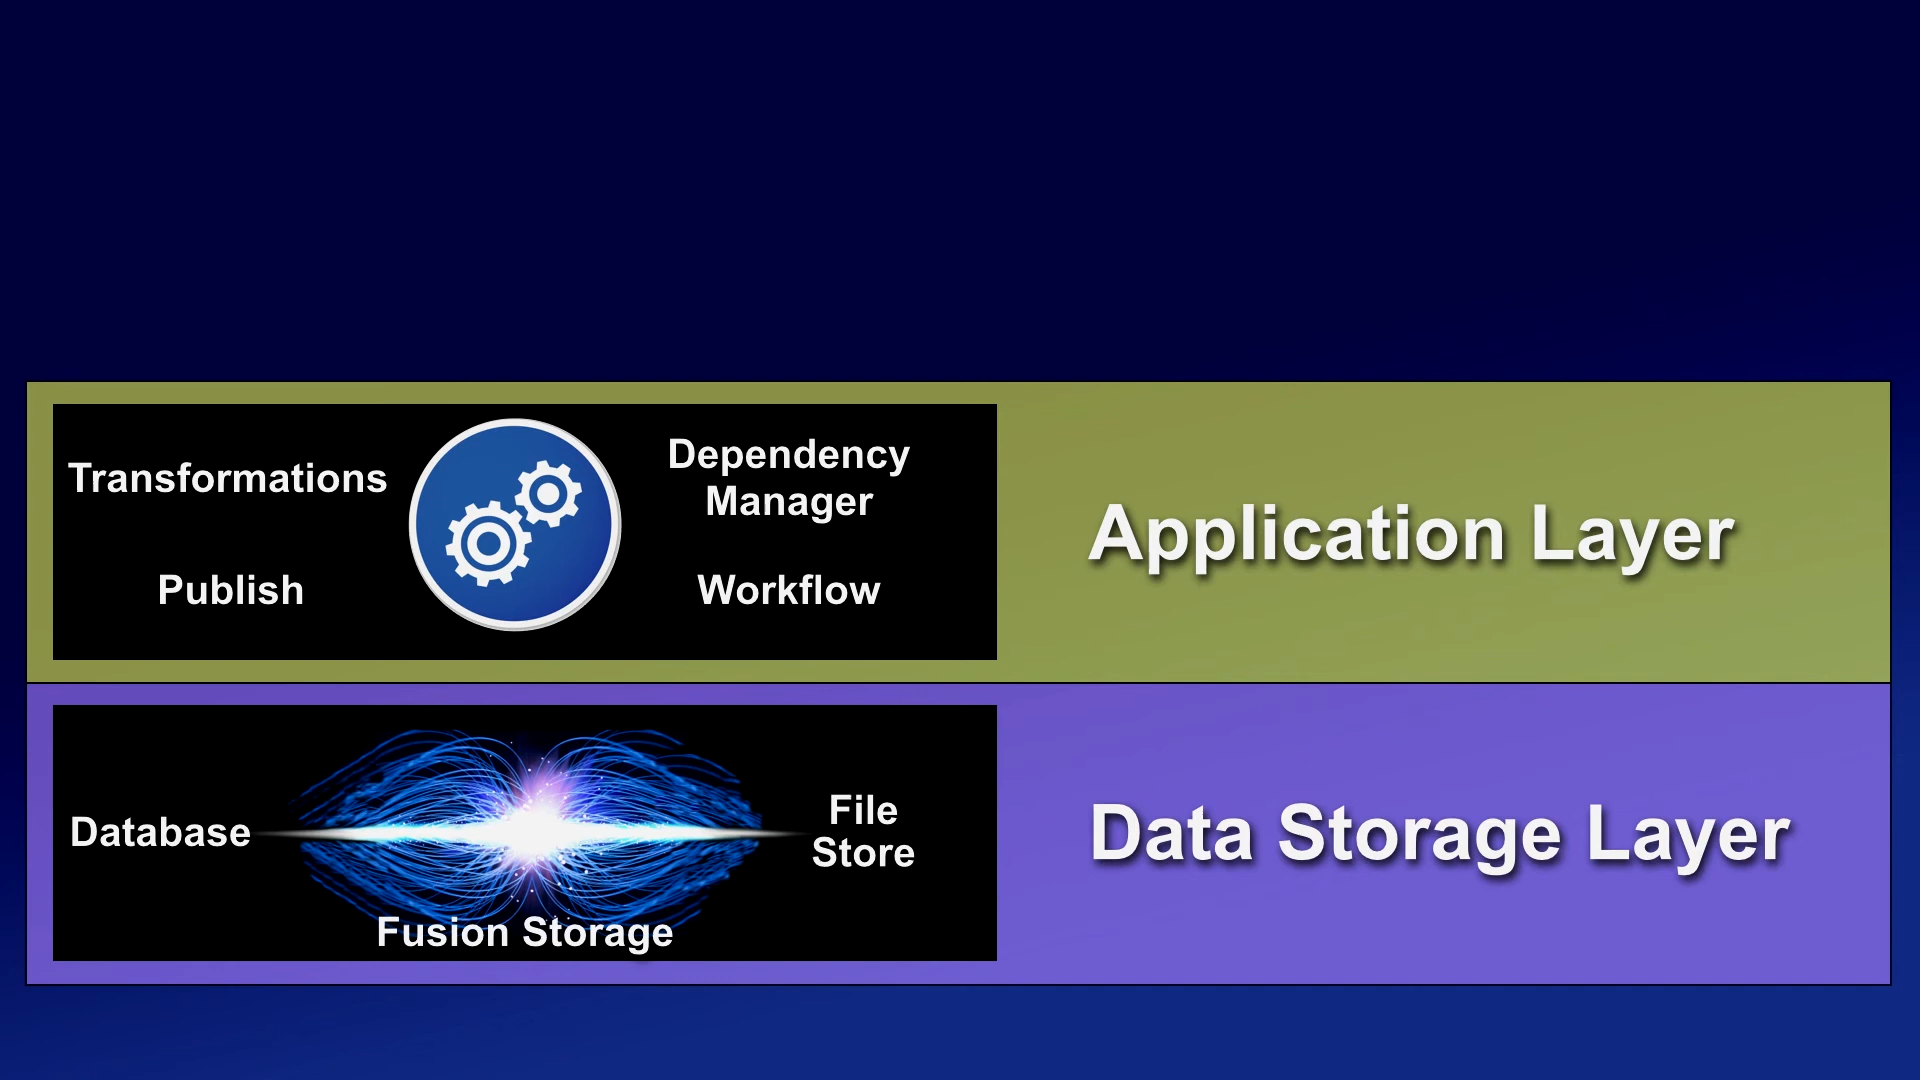 Transformations
Publish
Dependency
Manager
Workflow
Application Layer
Database
File
Store
Fusion Storage
Data Storage Layer